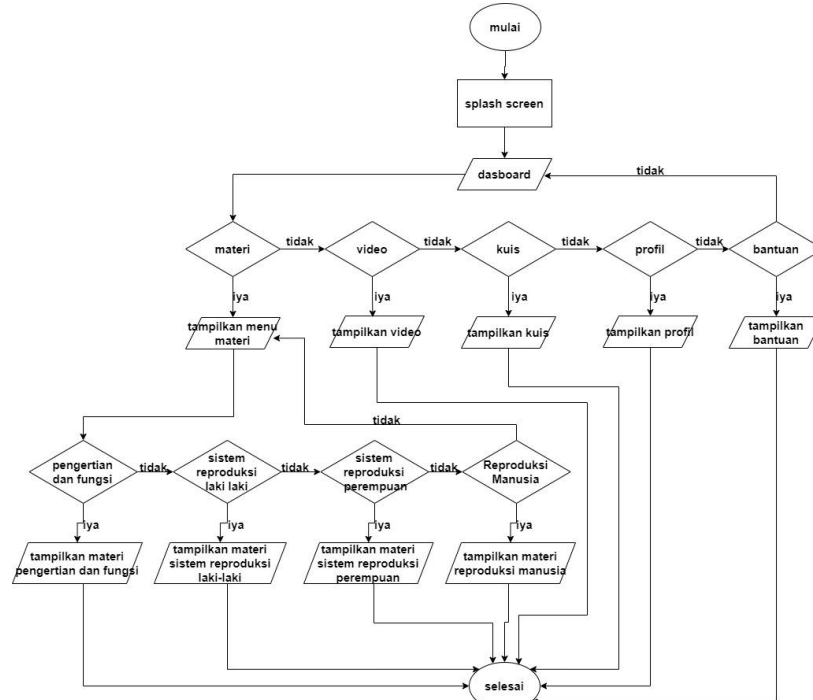 mulai
splash screen
dasboard
tidak
materi
tidak
video
tidak
kuis
tidak
profil
tidak
bantuan
iya
iya
iya
iya
iya
tampilkan menu
materi
tampilkan video
tampilkan kuis
tampilkan profil
tampilkan
bantuan
tidak
pengertian
dan fungsi
tidak
sistem
reproduksi
laki laki
tidak
sistem
reproduksi
perempuan
tidak
Reproduksi
Manusia
iya
iya
iya
iya
tampilkan materi
pengertian dan fungsi
tampilkan materi
sistem reproduksi
laki-laki
tampilkan materi
sistem reproduksi
perempuan
tampilkan materi
reproduksi manusia
selesai